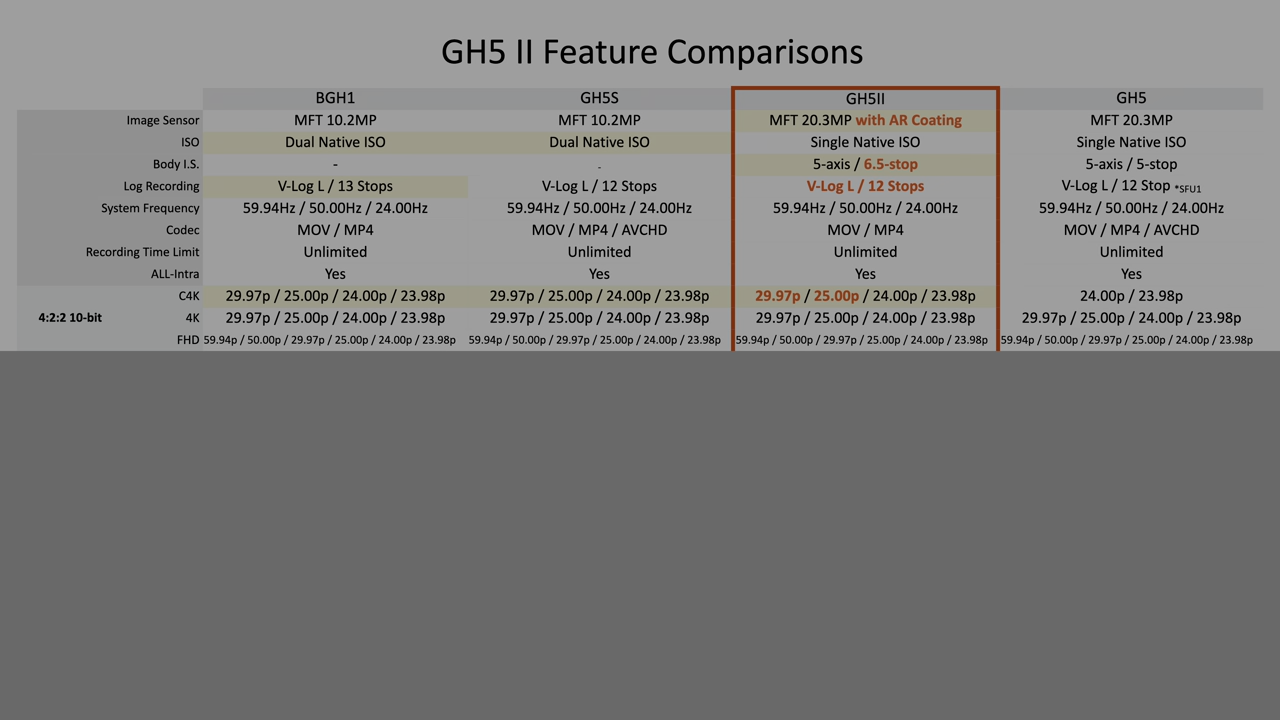 GH5 II Feature Comparisons
BGH1 GH5S GH5II GH5
Image Sensor MFT 10.2MP MFT 10.2MP MFT 20.3MP with AR Coating MFT 20.3MP
ISO Dual Native ISO Dual Native ISO Single Native ISO Single Native ISO
Body I.S. - - 5-axis / 6.5-stop 5-axis / 5-stop
Log Recording V-Log L / 13 Stops V-Log L / 12 Stops V-Log L / 12 Stops V-Log L / 12 Stop *SFU1
System Frequency 59.94Hz / 50.00Hz / 24.00Hz 59.94Hz / 50.00Hz / 24.00Hz 59.94Hz / 50.00Hz / 24.00Hz 59.94Hz / 50.00Hz / 24.00Hz
Codec MOV / MP4 MOV / MP4 / AVCHD MOV / MP4 MOV / MP4 / AVCHD
Recording Time Limit Unlimited Unlimited Unlimited Unlimited
ALL-Intra Yes Yes Yes Yes
C4K 29.97p / 25.00p / 24.00p / 23.98p 29.97p / 25.00p / 24.00p / 23.98p 29.97p / 25.00p / 24.00p / 23.98p 24.00p / 23.98p
4:2:2 10-bit 4K 29.97p / 25.00p / 24.00p / 23.98p 29.97p / 25.00p / 24.00p / 23.98p 29.97p / 25.00p / 24.00p / 23.98p 29.97p / 25.00p / 24.00p / 23.98p
FHD 59.94p / 50.00p / 29.97p / 25.00p / 24.00p / 23.98p 59.94p / 50.00p / 29.97p / 25.00p / 24.00p / 23.98p 59.94p / 50.00p / 29.97p / 25.00p / 24.00p / 23.98p 59.94p / 50.00p / 29.97p / 25.00p / 24.00p / 23.98p